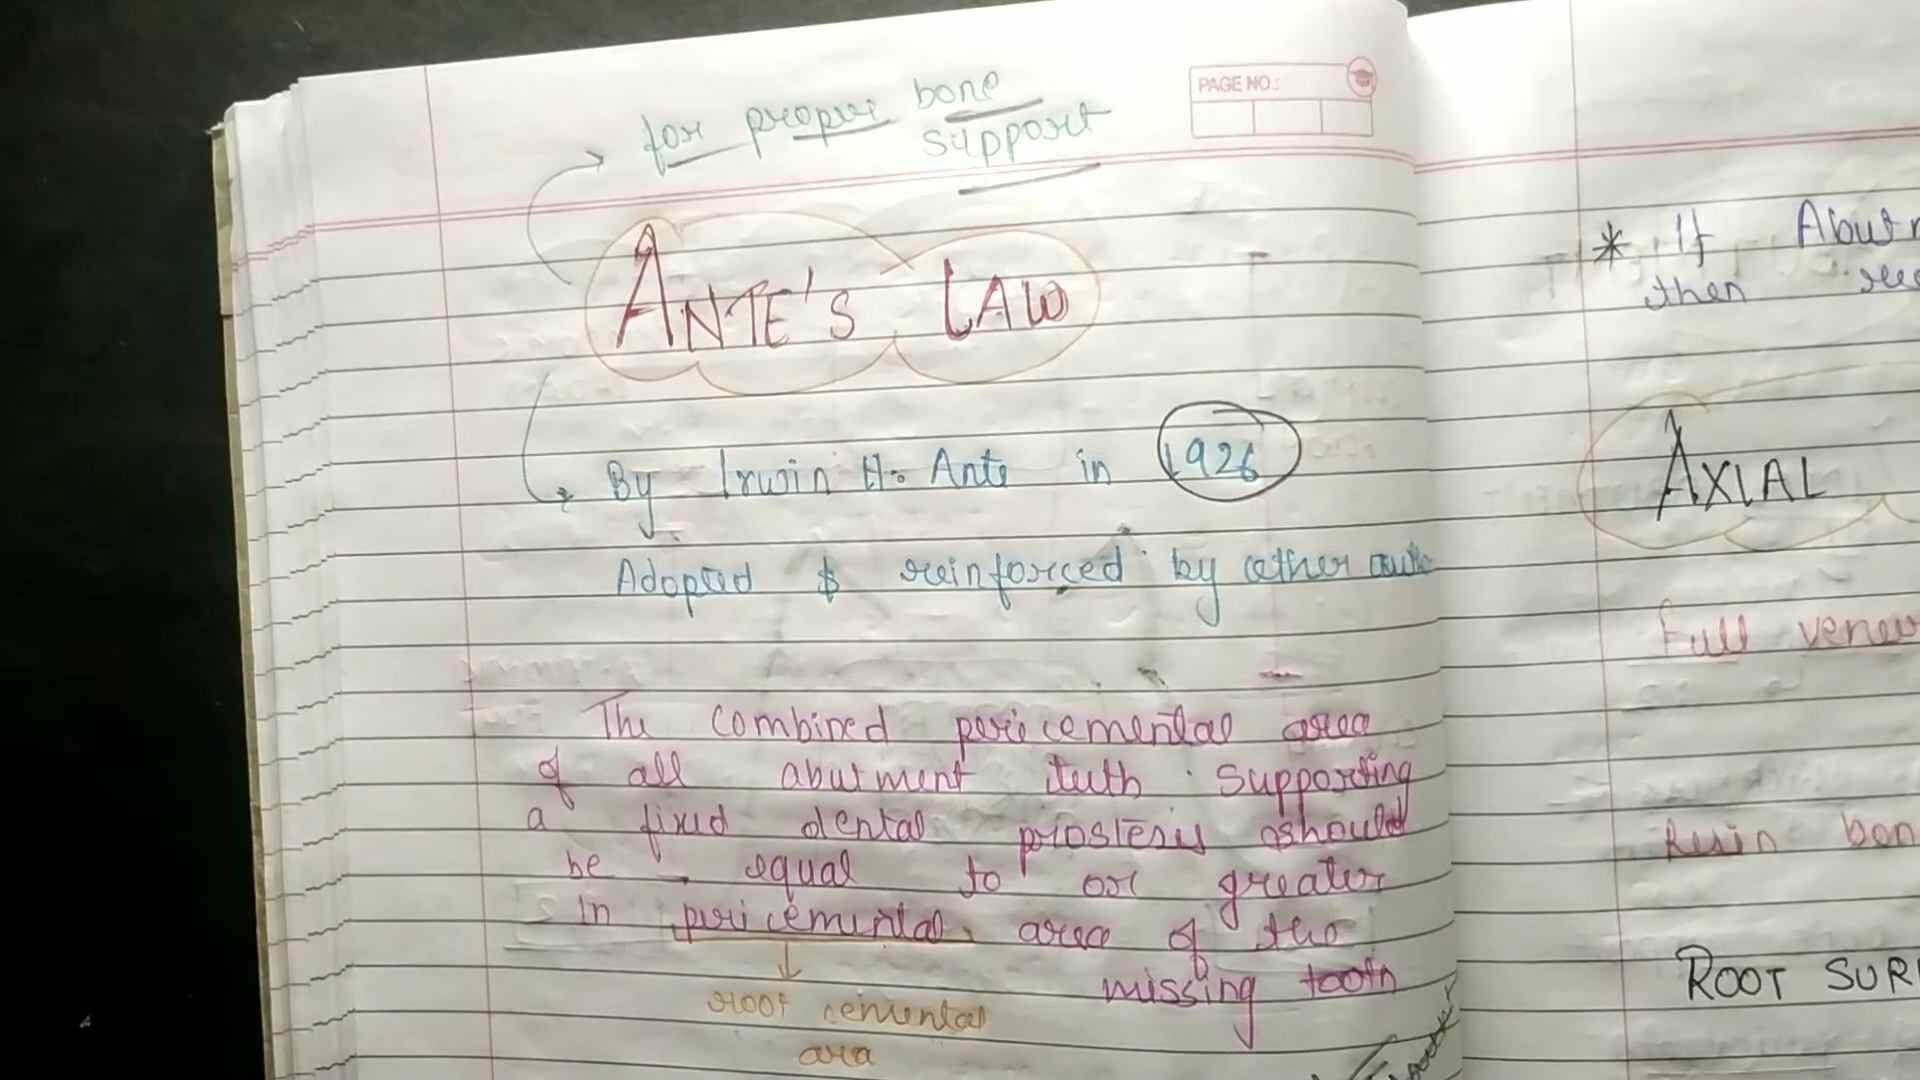 for proper bone
support
PAGE NO.:
ANTE'S LAW
By Irwin H. Ante in 1926
Adopted & reinforced by other
The combined pericemental area
of all abutment teeth supporting
a fixed dental should
be equal to or greater
in pericemental area of the
missing tooth
root cemental
area
* If
then
AXIAL
Full
Resin bon
ROOT SUR